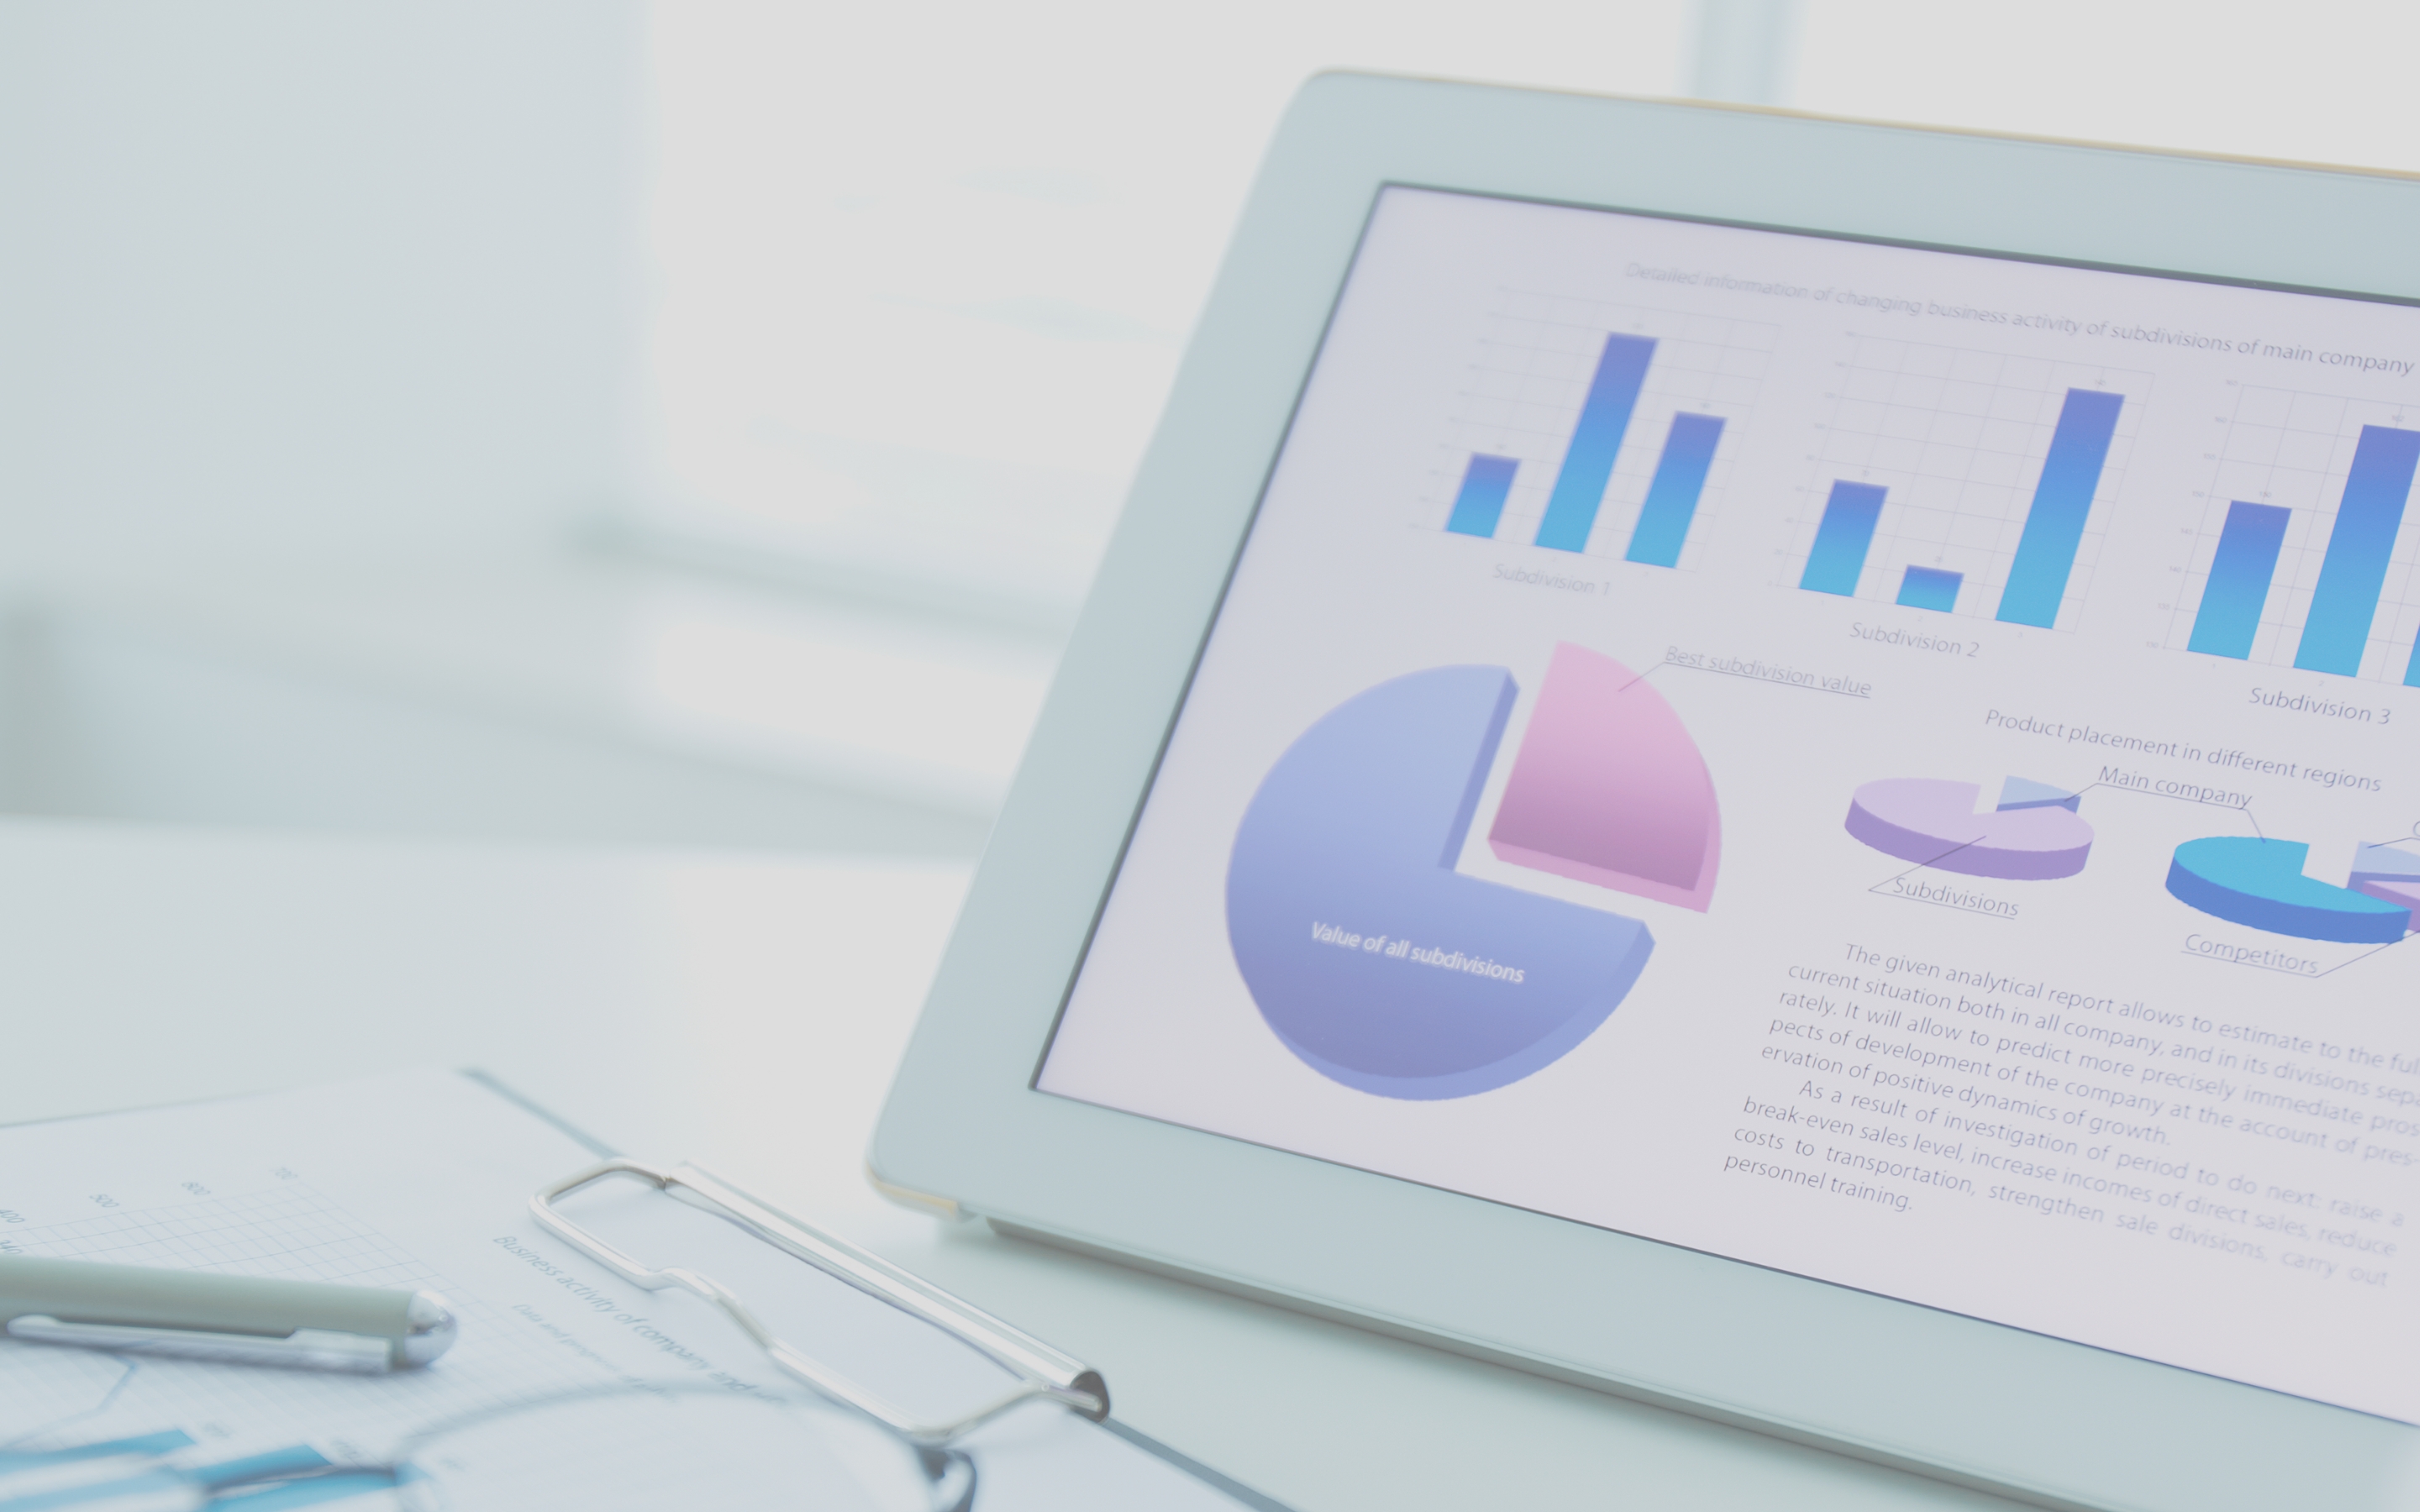 Detailed information of changing business activity of subdivisions of main company
Subdivision 1
Subdivision 2
Subdivision 3
Best subdivision value
Value of all subdivisions
Product placement in different regions
Main company
Subdivisions
Competitors
The given analytical report allows to estimate to the ful
current situation both in all company, and in its divisions sepa
rately. It will allow to predict more precisely immediate pros
pects of development of the company at the account of pres-
ervation of positive dynamics of growth.
As a result of investigation of period to do next: raise a
break-even sales level, increase incomes of direct sales, reduce
costs to transportation, strengthen sale divisions, carry out
personnel training.
700
600
500
400
340
Business activity of company and